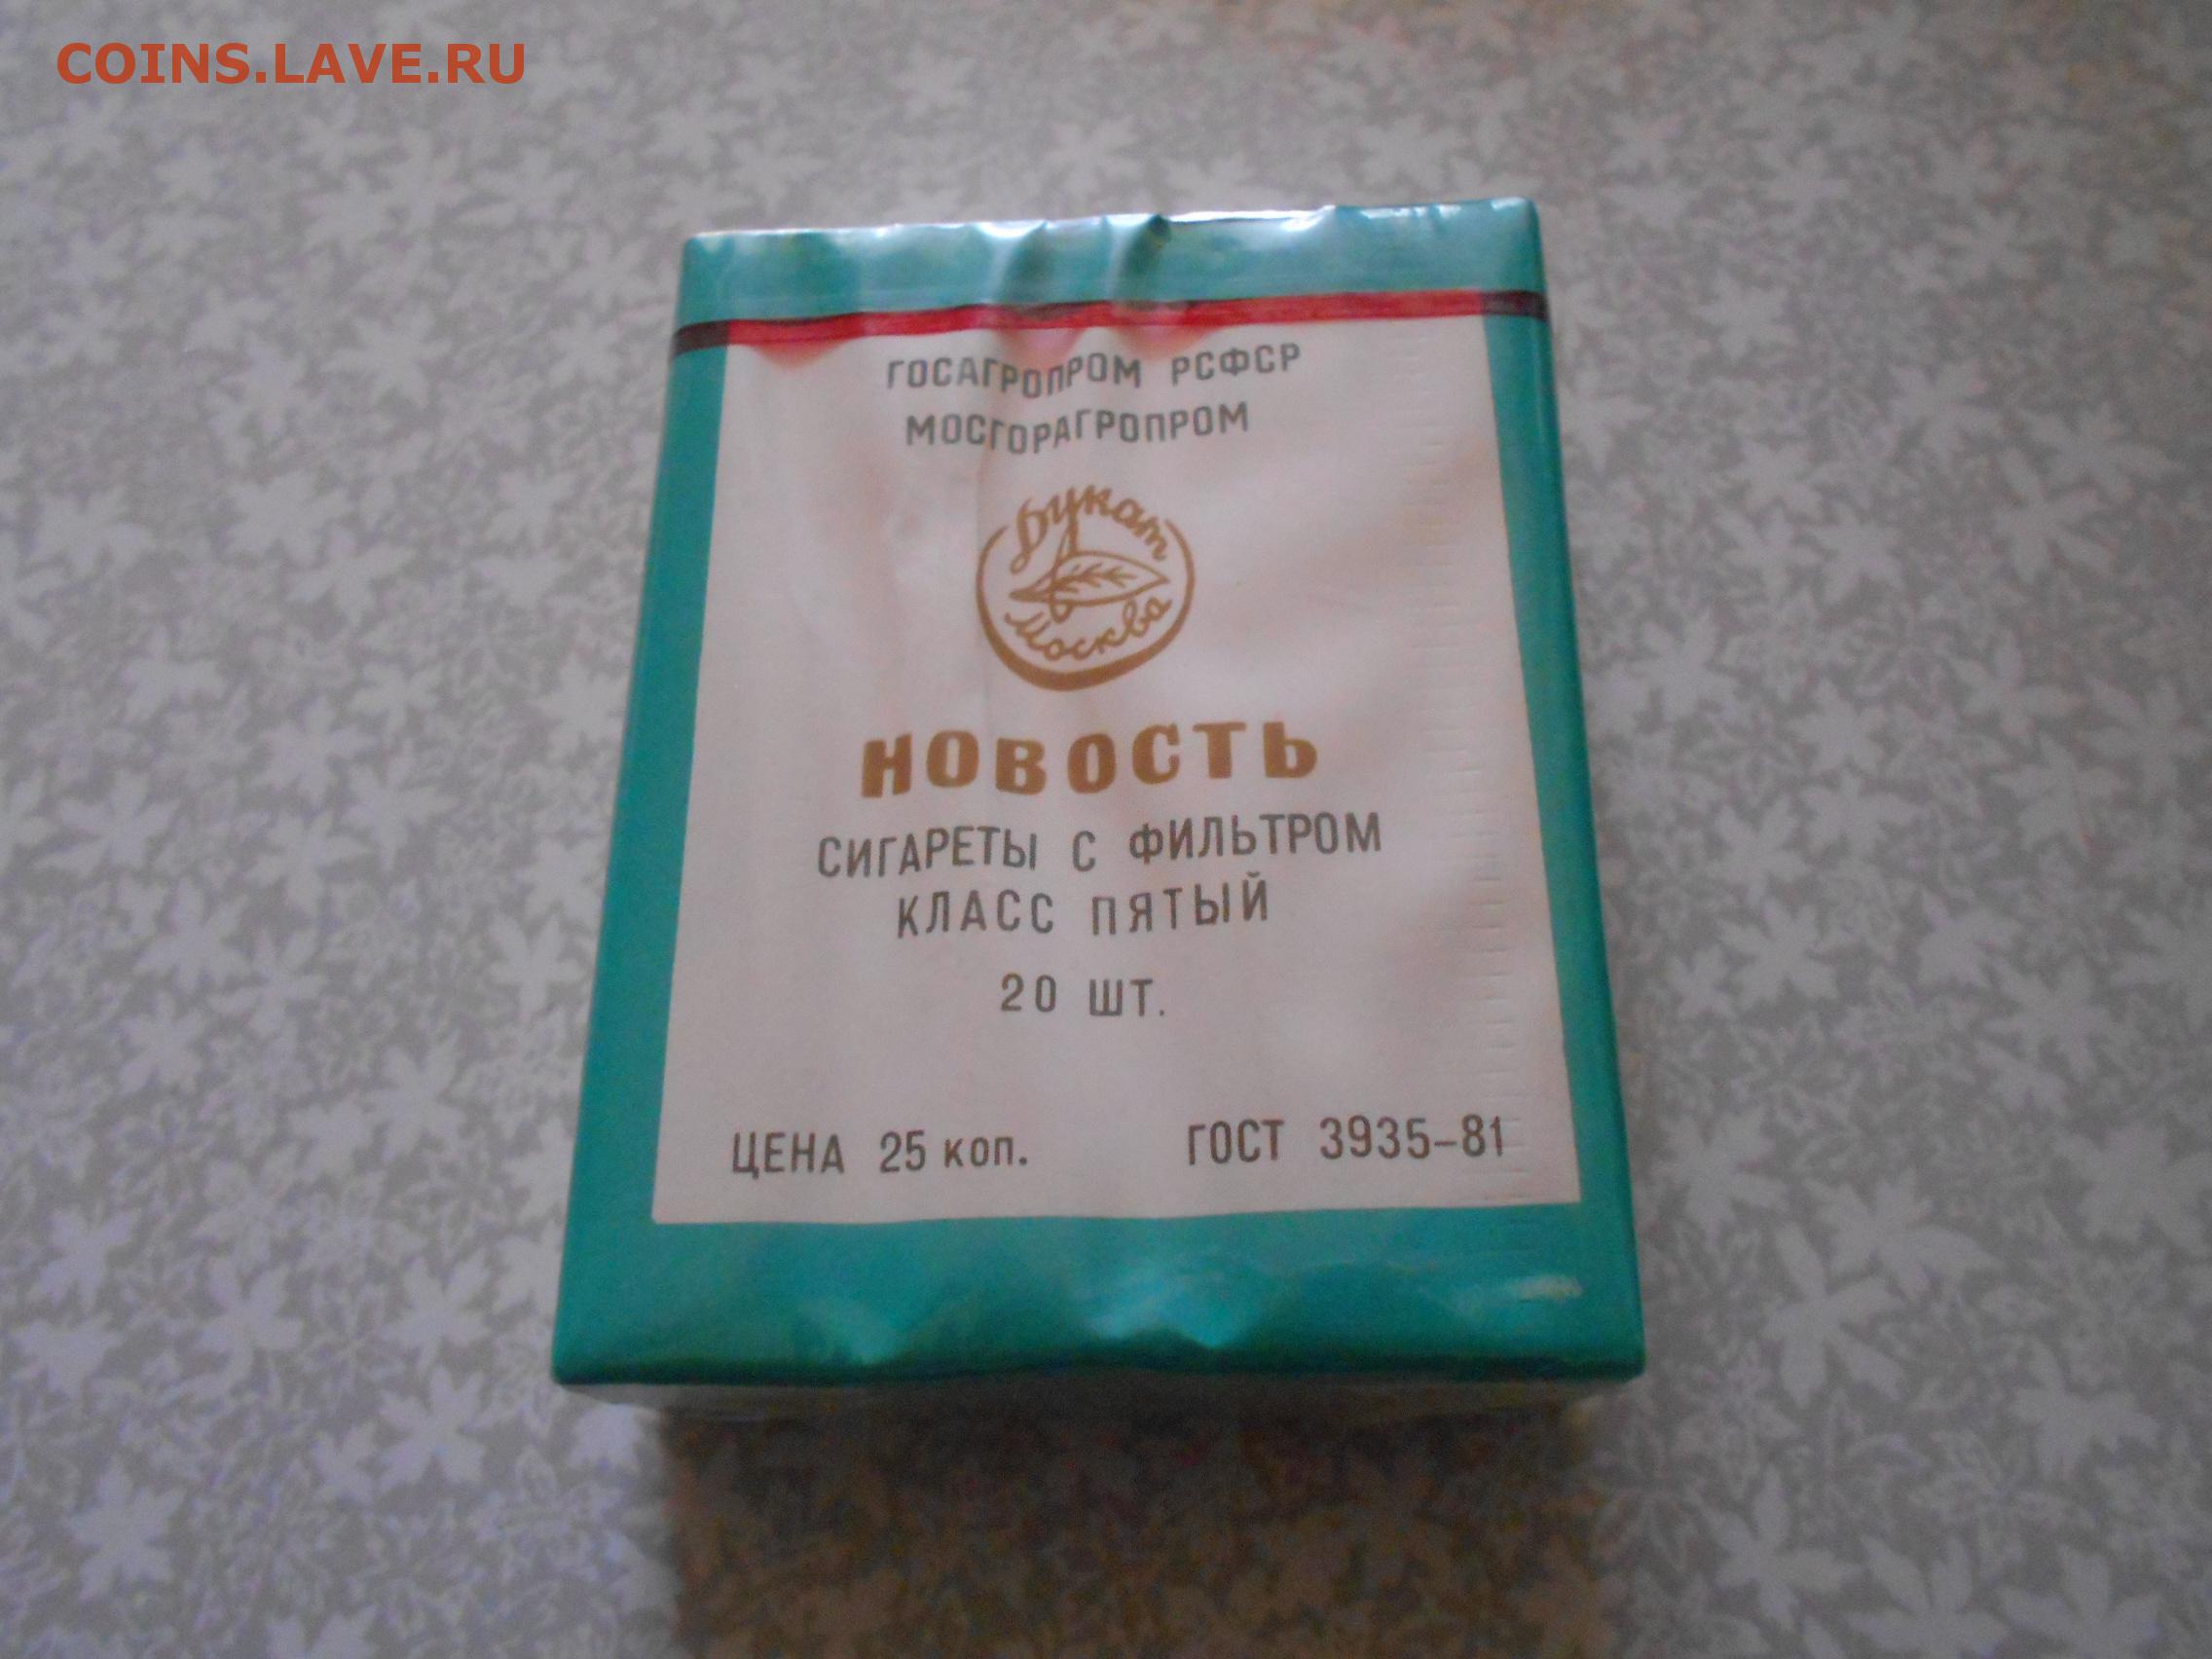 COINS.LAVE.RU
ГОСАГРОПРОМ РСФСР
МОСГОРАГРОПРОМ
Дукат
Москва
НОВОСТЬ
СИГАРЕТЫ С ФИЛЬТРОМ
КЛАСС ПЯТЫЙ
20 ШТ.
ЦЕНА 25 коп. ГОСТ 3935-81